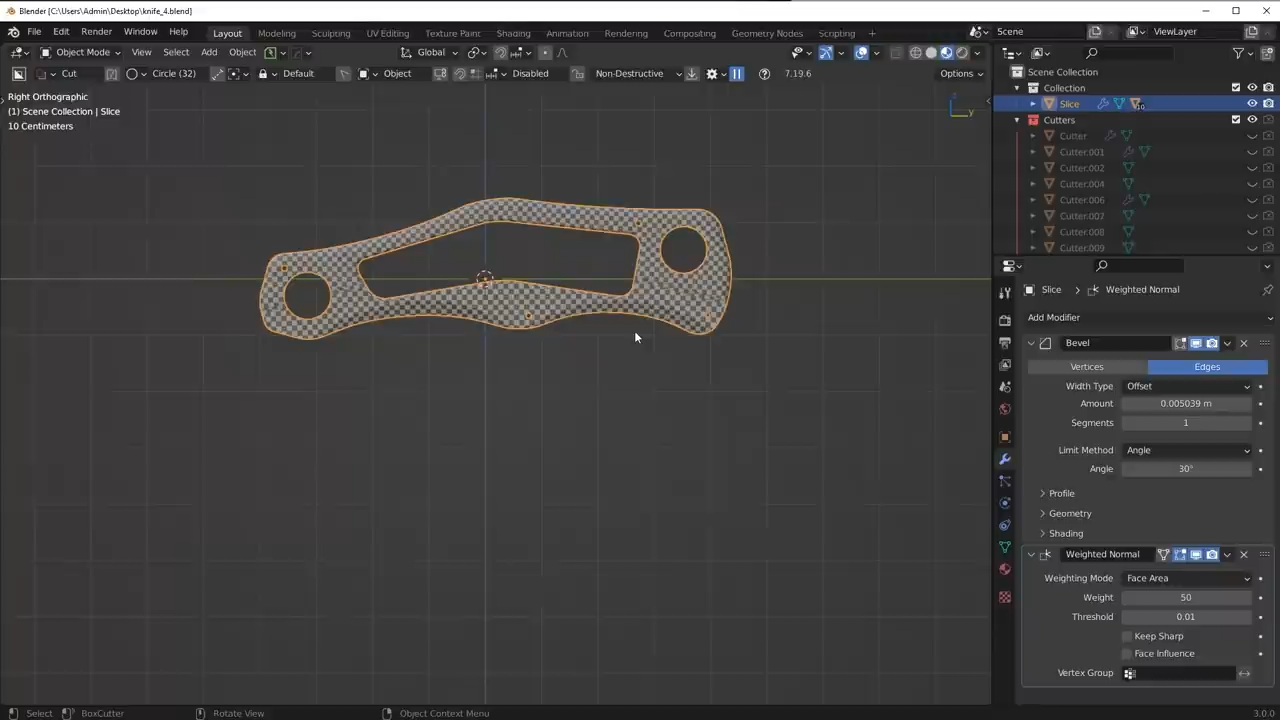 Blender [C:\Users\Admin\Desktop\knife_4.blend]
File Edit Render Window Help Layout Modeling Sculpting UV Editing Texture Paint Shading Animation Rendering Compositing Geometry Nodes Scripting + Scene ViewLayer
Object Mode View Select Add Object Global
Cut Circle (32) Default Object Disabled Non-Destructive 7.19.6 Options
Right Orthographic
(1) Scene Collection | Slice
10 Centimeters
Y
Scene Collection
Collection
Slice
Cutters
Cutter
Cutter.001
Cutter.002
Cutter.004
Cutter.006
Cutter.007
Cutter.008
Cutter.009
Slice > Weighted Normal
Add Modifier
Bevel
Vertices Edges
Width Type Offset
Amount 0.005039 m
Segments 1
Limit Method Angle
Angle 30°
Profile
Geometry
Shading
Weighted Normal
Weighting Mode Face Area
Weight 50
Threshold 0.01
Keep Sharp
Face Influence
Vertex Group
Select BoxCutter Rotate View Object Context Menu 3.0.0